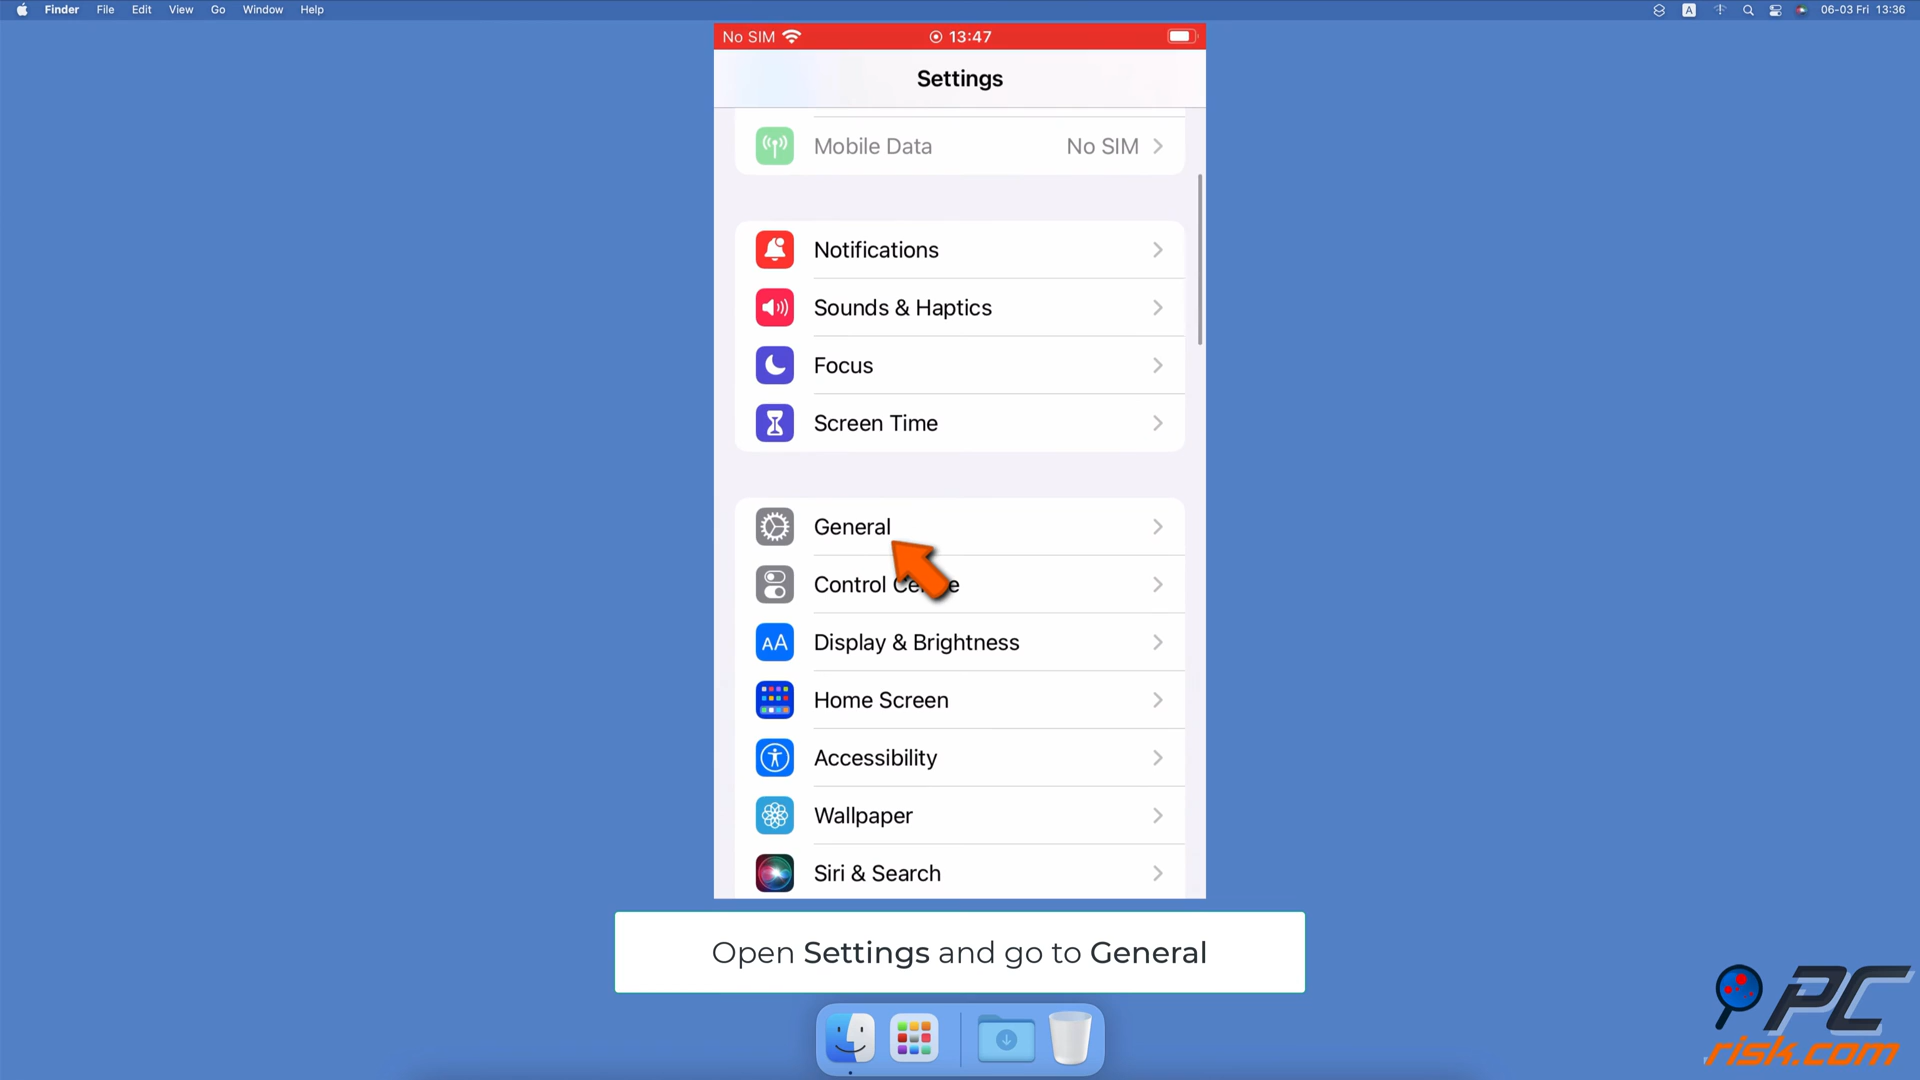 Finder File Edit View Go Window Help
A 06-03 Fri 13:36
No SIM 13:47
Settings
Mobile Data No SIM
Notifications
Sounds & Haptics
Focus
Screen Time
General
Control
AA Display & Brightness
Home Screen
Accessibility
Wallpaper
Siri & Search
Open Settings and go to General
PC
risk.com